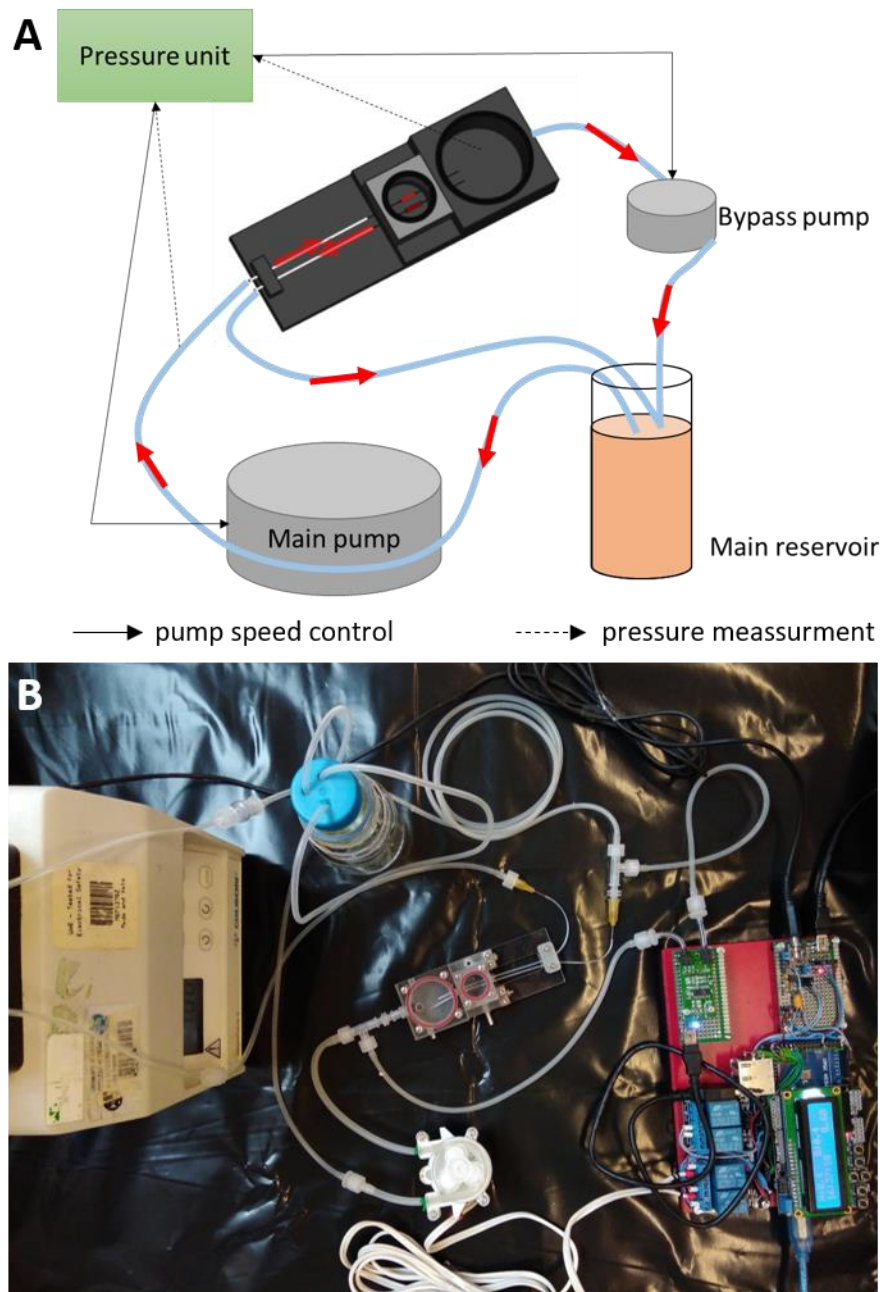 A
Pressure unit
Bypass pump
Main pump
Main reservoir
pump speed control
pressure meassurment
B